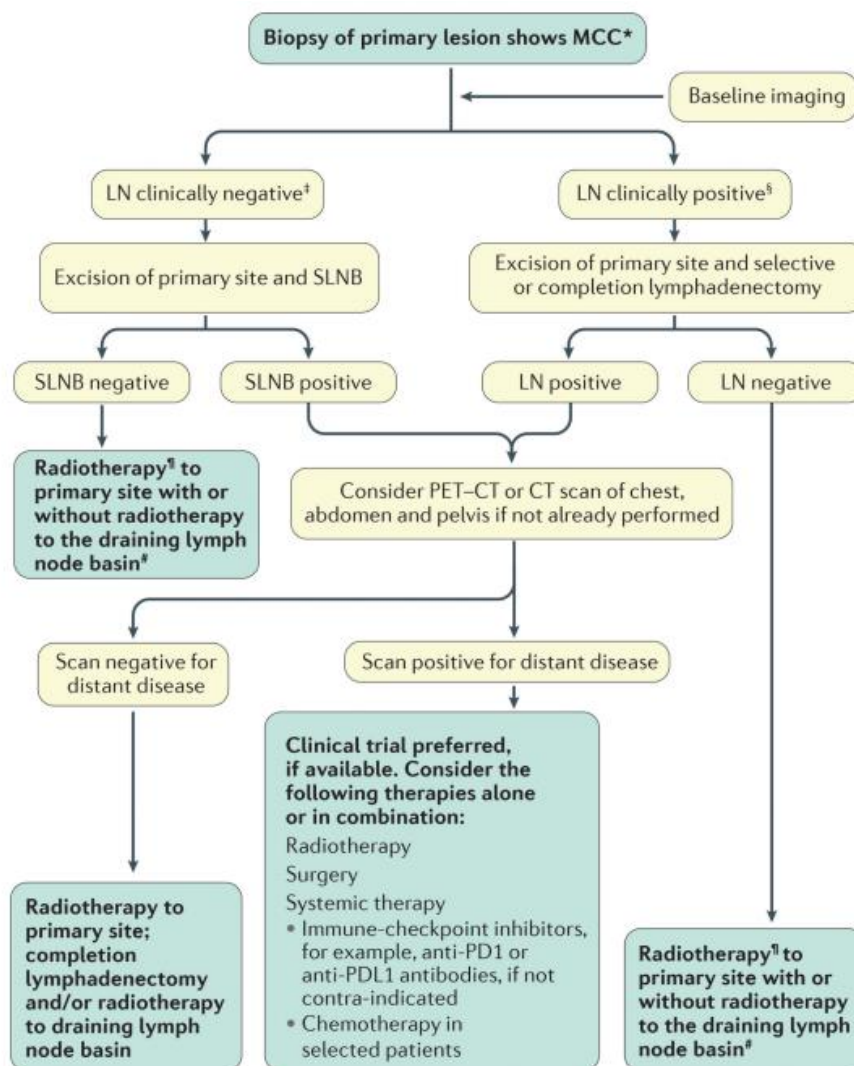 Biopsy of primary lesion shows MCC*
Baseline imaging
LN clinically negative‡
LN clinically positive§
Excision of primary site and SLNB
Excision of primary site and selective
or completion lymphadenectomy
SLNB negative
SLNB positive
LN positive
LN negative
Radiotherapy¶ to
primary site with or
without radiotherapy
to the draining lymph
node basin#
Consider PET–CT or CT scan of chest,
abdomen and pelvis if not already performed
Scan negative for
distant disease
Scan positive for distant disease
Clinical trial preferred,
if available. Consider the
following therapies alone
or in combination:
Radiotherapy
Surgery
Systemic therapy
• Immune-checkpoint inhibitors,
for example, anti-PD1 or
anti-PDL1 antibodies, if not
contra-indicated
• Chemotherapy in
selected patients
Radiotherapy to
primary site;
completion
lymphadenectomy
and/or radiotherapy
to draining lymph
node basin
Radiotherapy¶ to
primary site with or
without radiotherapy
to the draining lymph
node basin#